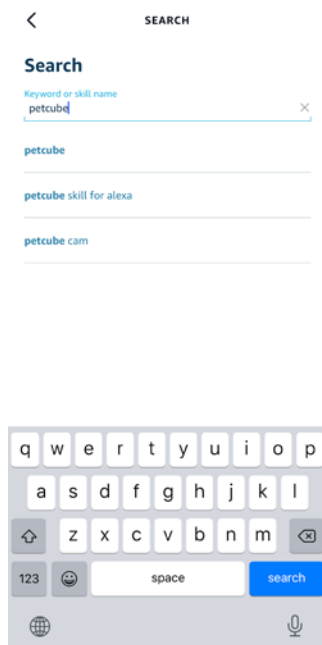 SEARCH
Search
Keyword or skill name
petcube
petcube
petcube skill for alexa
petcube cam
q w e r t y u i o p
a s d f g h j k l
z x c v b n m
123 space search